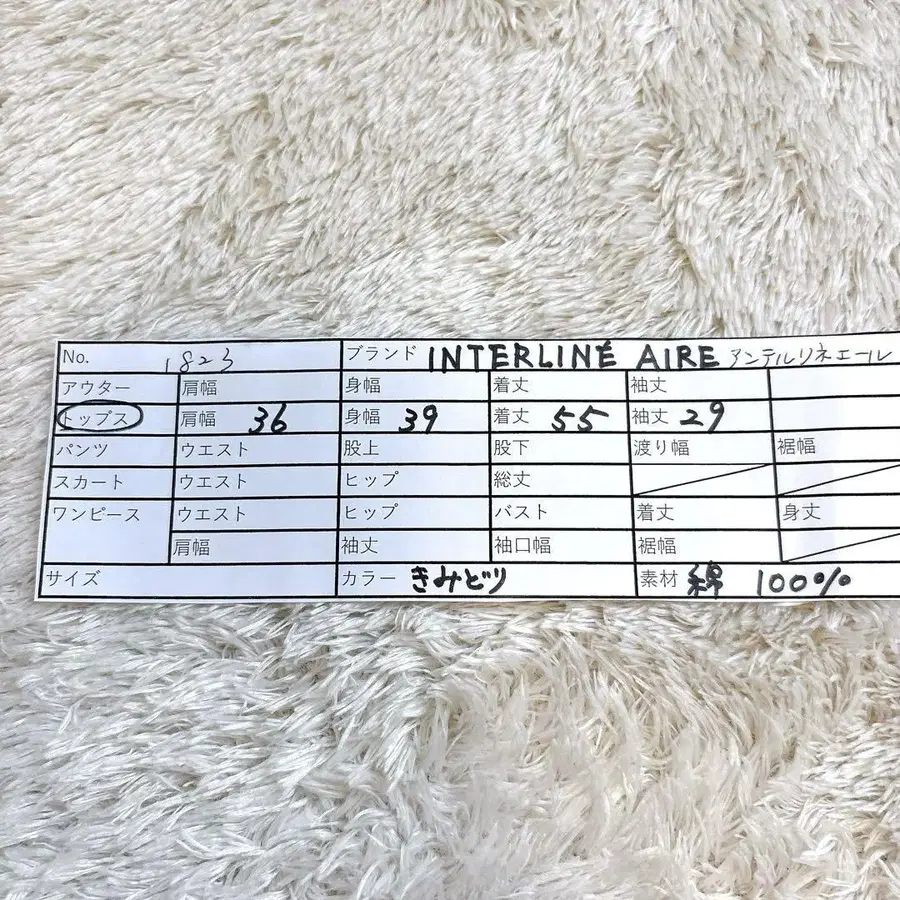 No. 1823 ブランド INTERLINÉ AIRE アンテルリネエール
アウター 肩幅 身幅 着丈 袖丈
トップス 肩幅 36 身幅 39 着丈 55 袖丈 29
パンツ ウエスト 股上 股下 渡り幅 裾幅
スカート ウエスト ヒップ 総丈
ワンピース ウエスト ヒップ バスト 着丈 身丈
肩幅 袖丈 袖口幅 裾幅
サイズ カラー きみどり 素材 綿 100%